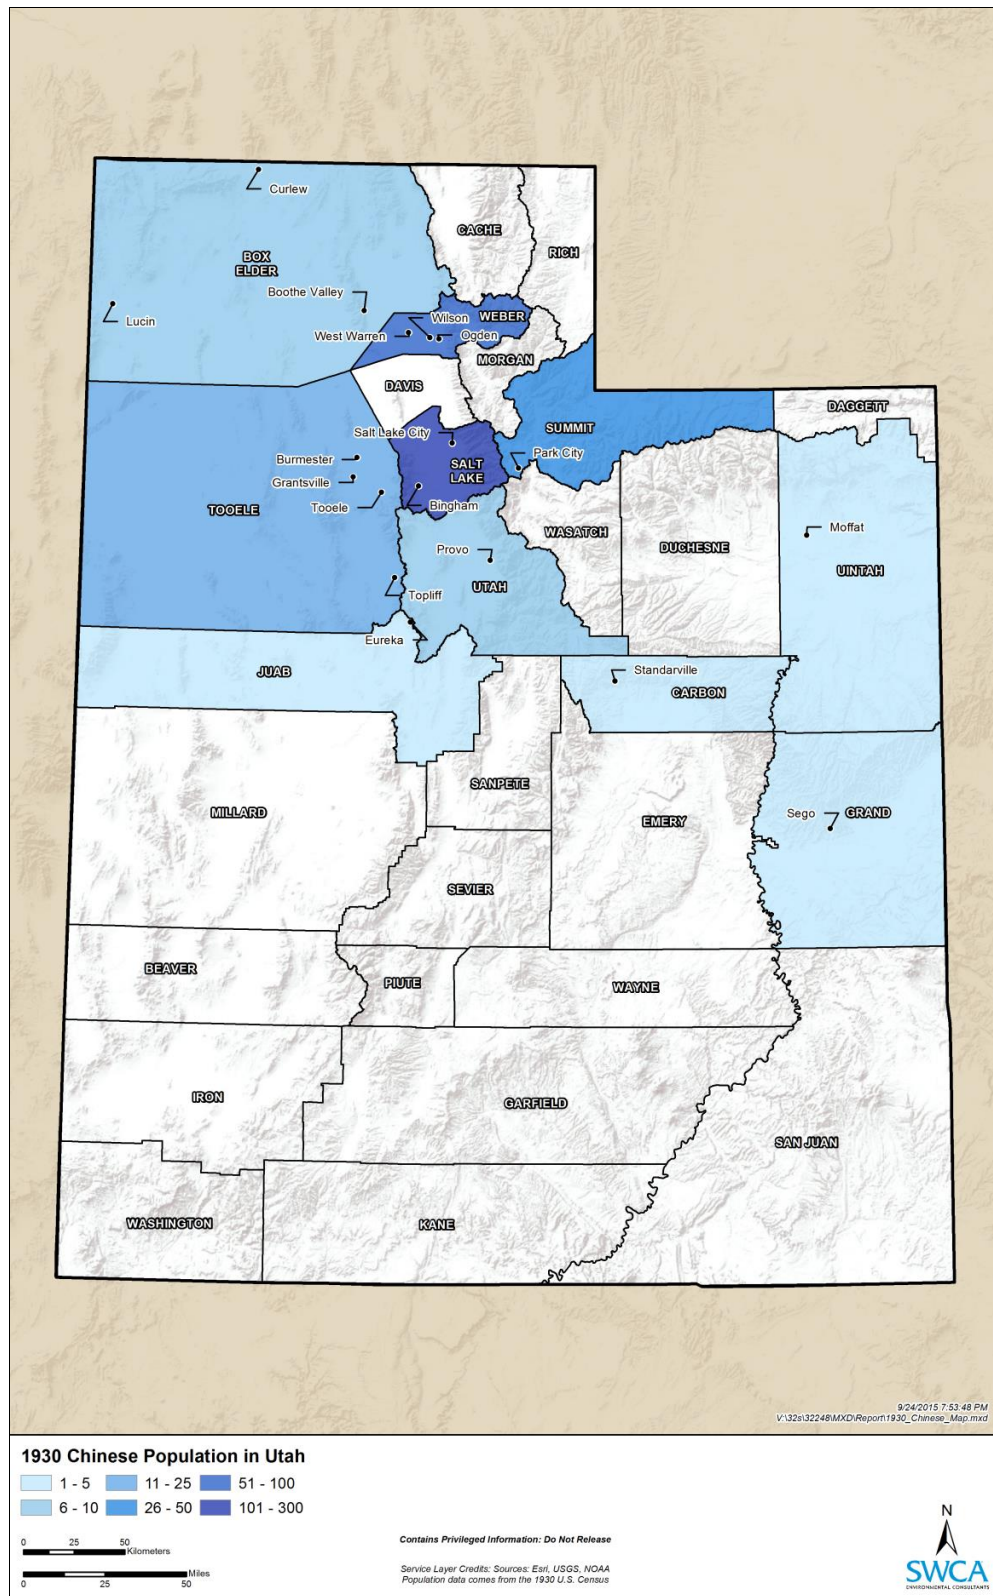 Curlew
CACHE
RICH
BOX
ELDER
Boothe Valley
Lucin
Wilson
WEBER
West Warren
Ogden
MORGAN
DAVIS
DAGGETT
SUMMIT
Salt Lake City
Park City
Burmester
SALT
LAKE
Grantsville
TOOELE
Tooele
Bingham
WASATCH
Moffat
DUCHESNE
Provo
UINTAH
UTAH
Topliff
Eureka
JUAB
Standarville
CARBON
SANPETE
MILLARD
Sego
GRAND
EMERY
SEVIER
BEAVER
PIUTE
WAYNE
IRON
GARFIELD
SAN JUAN
WASHINGTON
KANE
9/24/2015 7:53:48 PM
V:\32s\32248\MXD\Report\1930_Chinese_Map.mxd
1930 Chinese Population in Utah
1 - 5
11 - 25
51 - 100
6 - 10
26 - 50
101 - 300
0 25 50
Kilometers
0 25 50
Miles
Contains Privileged Information: Do Not Release
Service Layer Credits: Sources: Esri, USGS, NOAA
Population data comes from the 1930 U.S. Census
N
SWCA
ENVIRONMENTAL CONSULTANTS